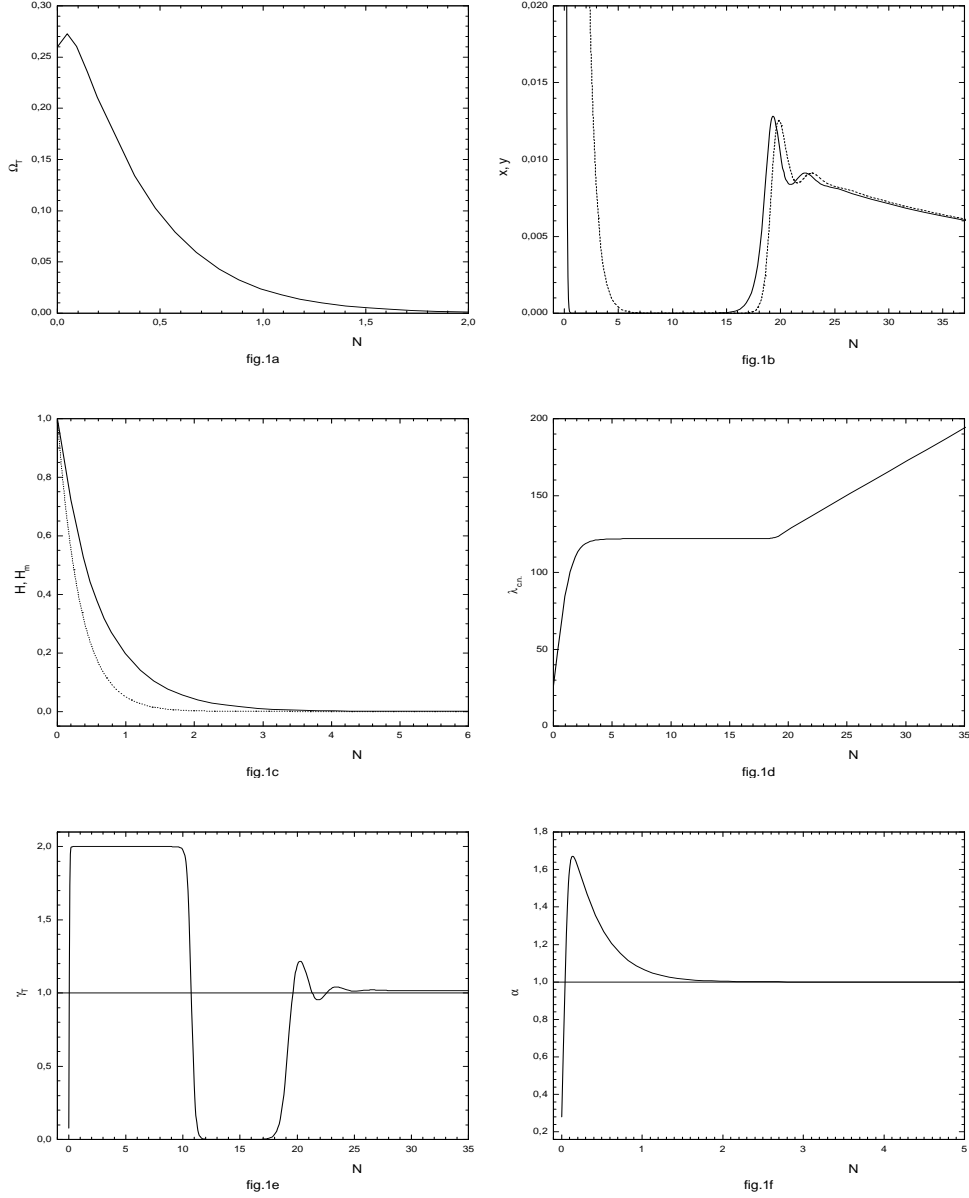 0,30
0,25
0,20
0,15
0,10
0,05
0,00
Ω_T
0,0 0,5 1,0 1,5 2,0
N
fig.1a
0,020
0,015
0,010
0,005
0,000
x, y
0 5 10 15 20 25 30 35
N
fig.1b
1,0
0,8
0,6
0,4
0,2
0,0
H, H_m
0 1 2 3 4 5 6
N
fig.1c
200
150
100
50
0
λ_c.n.
0 5 10 15 20 25 30 35
N
fig.1d
2,0
1,5
1,0
0,5
0,0
γ_T
0 5 10 15 20 25 30 35
N
fig.1e
1,8
1,6
1,4
1,2
1,0
0,8
0,6
0,4
0,2
α
0 1 2 3 4 5
N
fig.1f